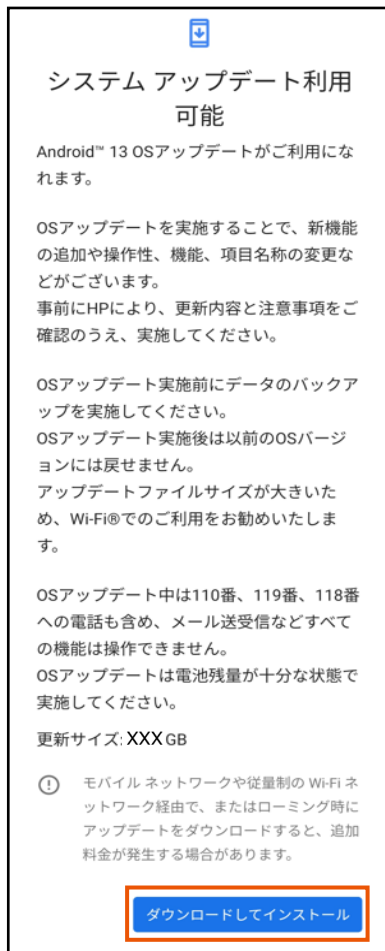 システム アップデート利用
可能
Android™ 13 OSアップデートがご利用にな
れます。
OSアップデートを実施することで、新機能
の追加や操作性、機能、項目名称の変更な
どがございます。
事前にHPにより、更新内容と注意事項をご
確認のうえ、実施してください。
OSアップデート実施前にデータのバックア
ップを実施してください。
OSアップデート実施後は以前のOSバージ
ョンには戻せません。
アップデートファイルサイズが大きいた
め、Wi-Fi®でのご利用をお勧めいたしま
す。
OSアップデート中は110番、119番、118番
への電話も含め、メール送受信などすべて
の機能は操作できません。
OSアップデートは電池残量が十分な状態で
実施してください。
更新サイズ: XXX GB
モバイル ネットワークや従量制の Wi-Fi ネ
ットワーク経由で、またはローミング時に
アップデートをダウンロードすると、追加
料金が発生する場合があります。
ダウンロードしてインストール